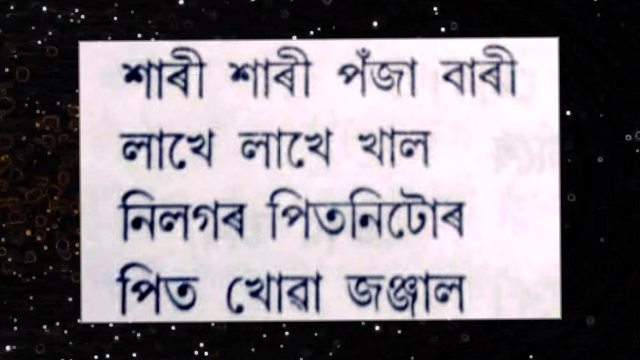 শাৰী শাৰী পঁজা বাৰী
লাখে লাখে খাল
নিলগৰ পিতনিটোৰ
পিত খোৱা জঞ্জাল